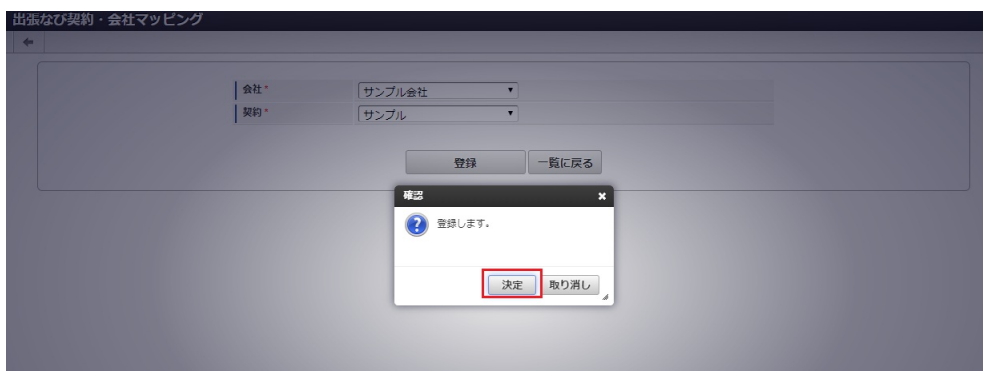 出張なび契約・会社マッピング
会社*
サンプル会社
契約*
サンプル
登録
一覧に戻る
確認
登録します。
決定
取り消し